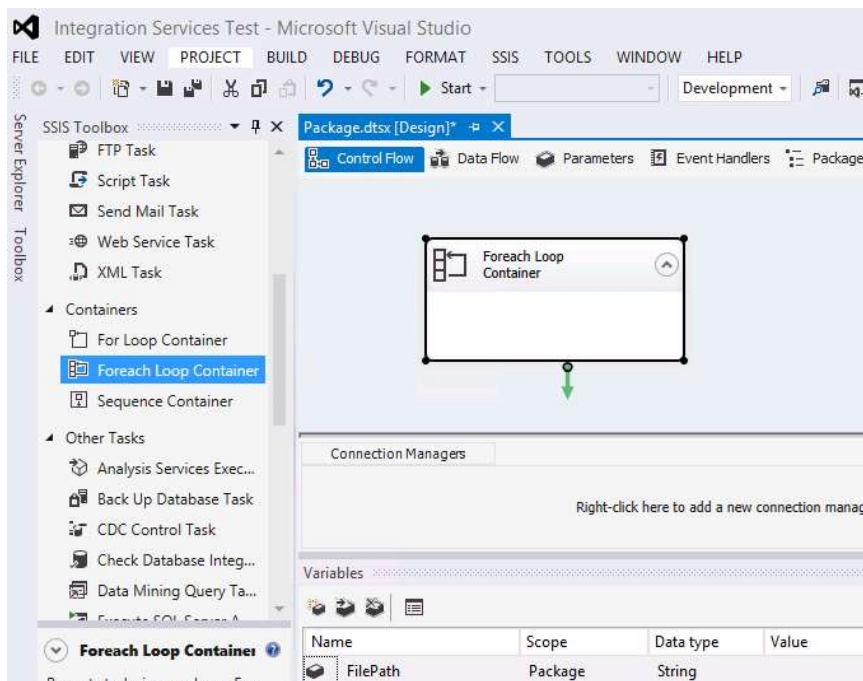 Integration Services Test - Microsoft Visual Studio
FILE EDIT VIEW PROJECT BUILD DEBUG FORMAT SSIS TOOLS WINDOW HELP
Start Development
Server Explorer
Toolbox
SSIS Toolbox
FTP Task
Script Task
Send Mail Task
Web Service Task
XML Task
Containers
For Loop Container
Foreach Loop Container
Sequence Container
Other Tasks
Analysis Services Exec...
Back Up Database Task
CDC Control Task
Check Database Integ...
Data Mining Query Ta...
Foreach Loop Container
Package.dtsx [Design]*
Control Flow Data Flow Parameters Event Handlers Package
Foreach Loop
Container
Connection Managers
Right-click here to add a new connection manag
Variables
Name Scope Data type Value
FilePath Package String